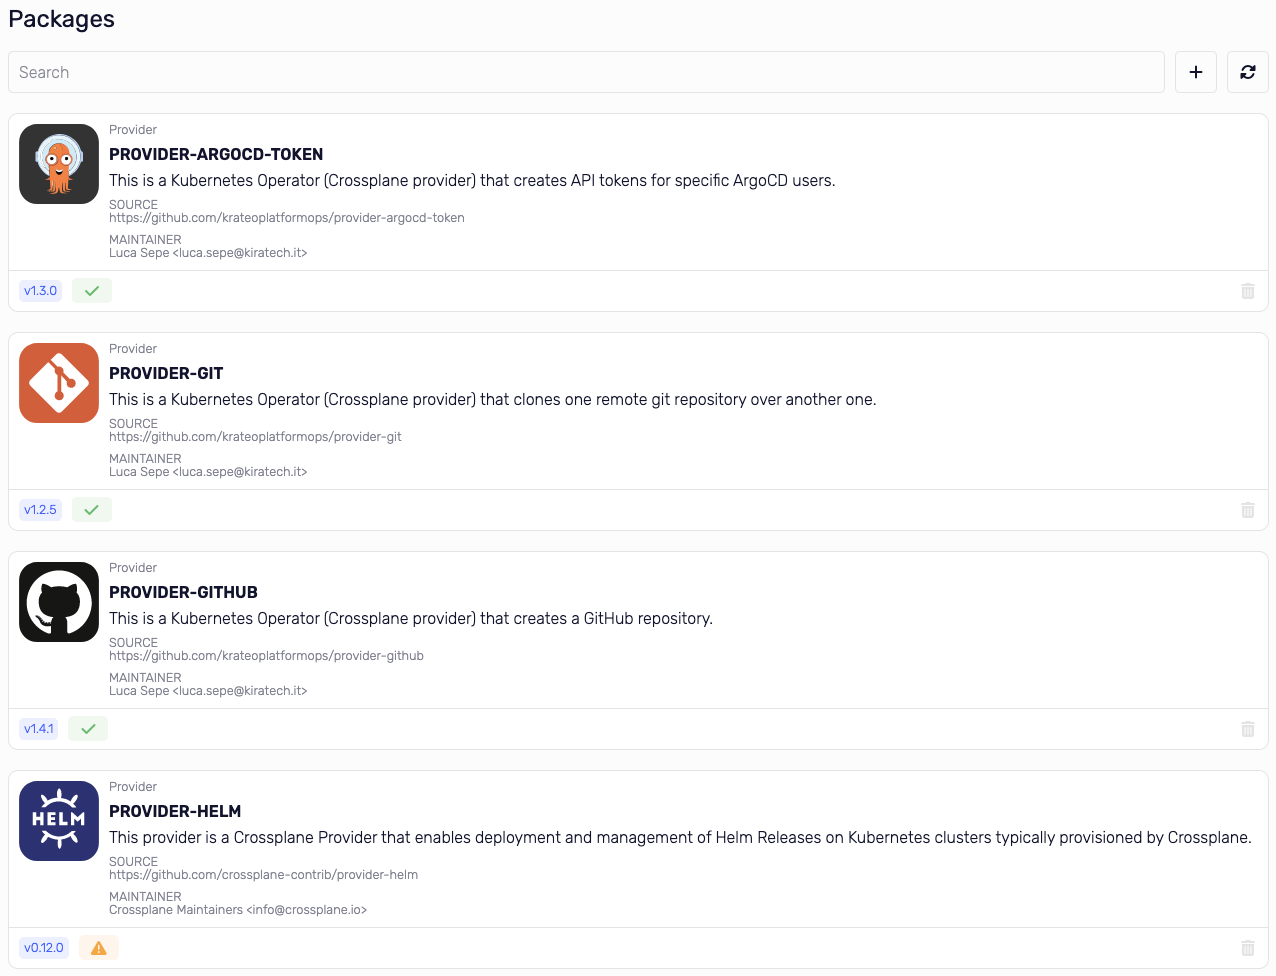 Packages
Search
Provider
PROVIDER-ARGOCD-TOKEN
This is a Kubernetes Operator (Crossplane provider) that creates API tokens for specific ArgoCD users.
SOURCE
https://github.com/krateoplatformops/provider-argocd-token
MAINTAINER
Luca Sepe <luca.sepe@kiratech.it>
v1.3.0
Provider
PROVIDER-GIT
This is a Kubernetes Operator (Crossplane provider) that clones one remote git repository over another one.
SOURCE
https://github.com/krateoplatformops/provider-git
MAINTAINER
Luca Sepe <luca.sepe@kiratech.it>
v1.2.5
Provider
PROVIDER-GITHUB
This is a Kubernetes Operator (Crossplane provider) that creates a GitHub repository.
SOURCE
https://github.com/krateoplatformops/provider-github
MAINTAINER
Luca Sepe <luca.sepe@kiratech.it>
v1.4.1
HELM
Provider
PROVIDER-HELM
This provider is a Crossplane Provider that enables deployment and management of Helm Releases on Kubernetes clusters typically provisioned by Crossplane.
SOURCE
https://github.com/crossplane-contrib/provider-helm
MAINTAINER
Crossplane Maintainers <info@crossplane.io>
v0.12.0